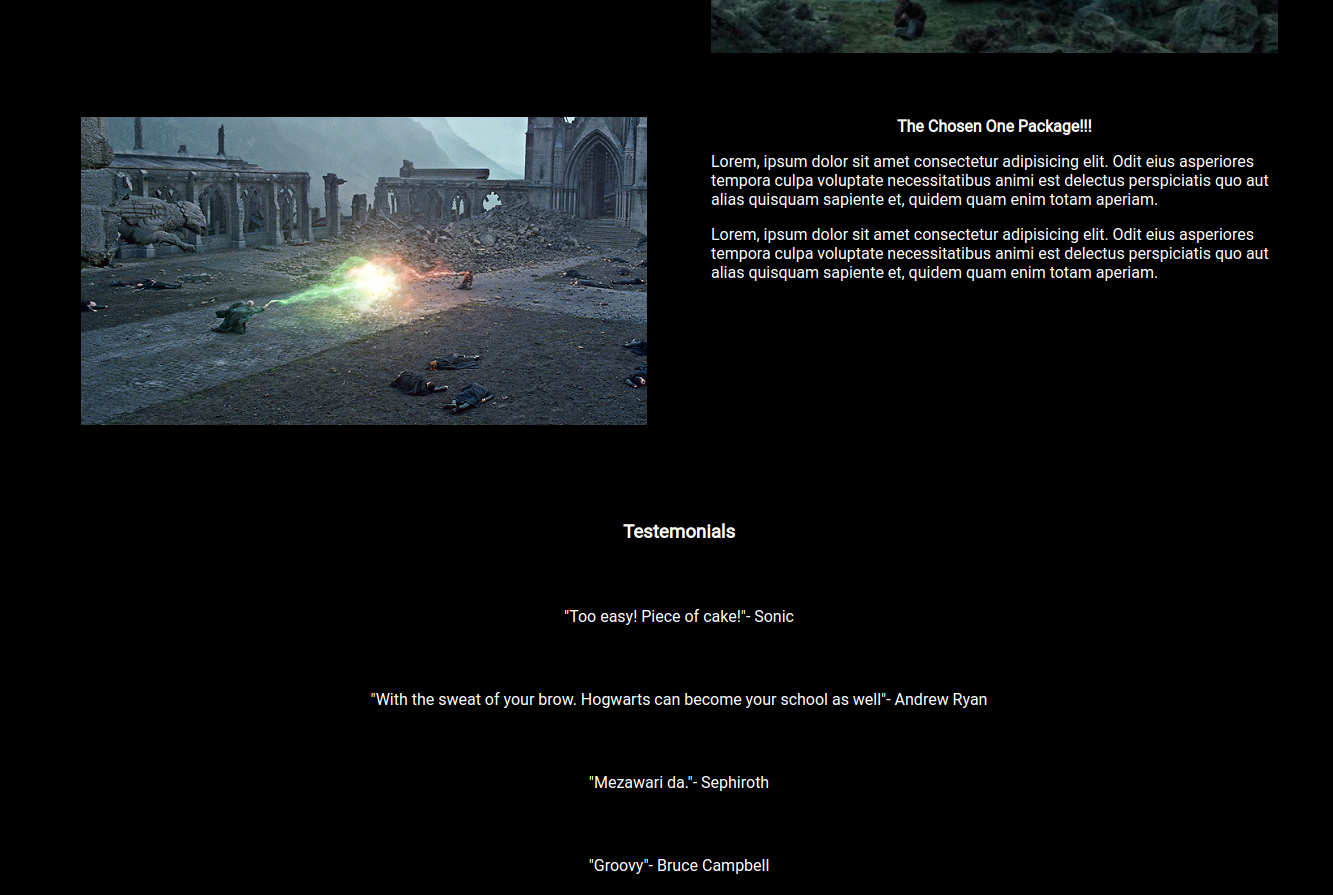 The Chosen One Package!!!
Lorem, ipsum dolor sit amet consectetur adipisicing elit. Odit eius asperiores
tempora culpa voluptate necessitatibus animi est delectus perspiciatis quo aut
alias quisquam sapiente et, quidem quam enim totam aperiam.
Lorem, ipsum dolor sit amet consectetur adipisicing elit. Odit eius asperiores
tempora culpa voluptate necessitatibus animi est delectus perspiciatis quo aut
alias quisquam sapiente et, quidem quam enim totam aperiam.
Testemonials
"Too easy! Piece of cake!"- Sonic
"With the sweat of your brow. Hogwarts can become your school as well"- Andrew Ryan
"Mezawari da."- Sephiroth
"Groovy"- Bruce Campbell